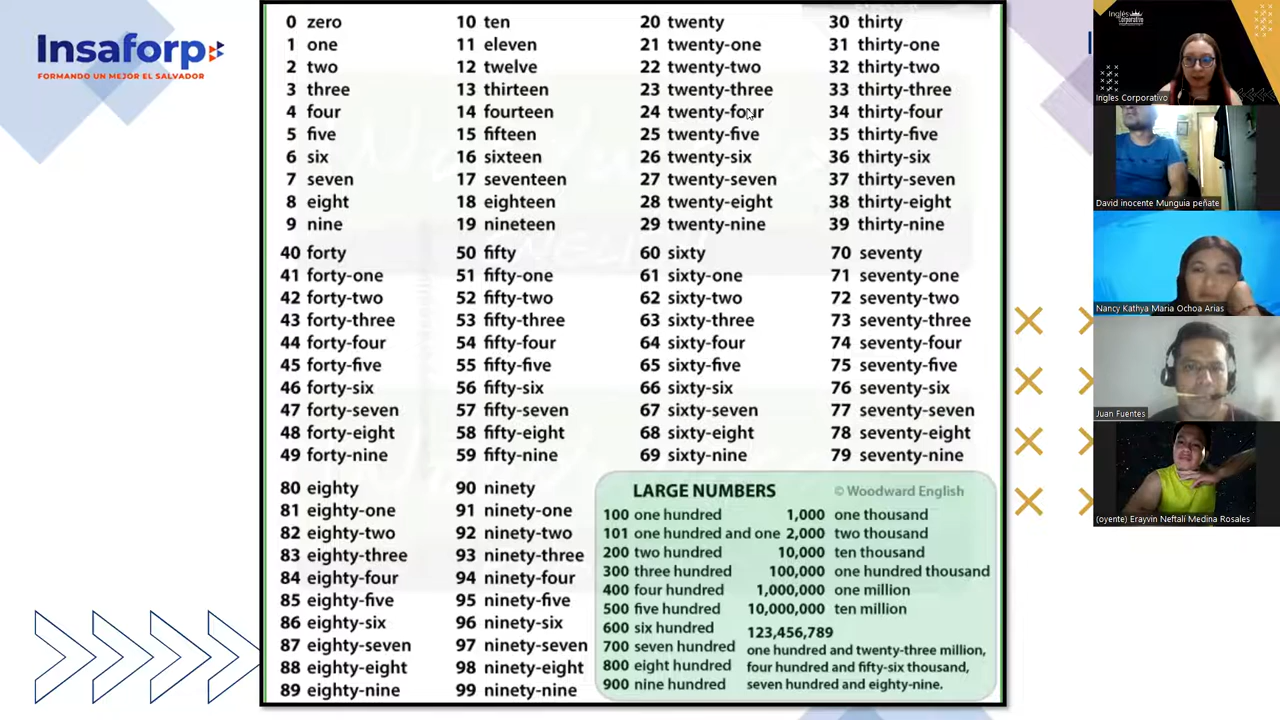 Insaforp
FORMANDO UN MEJOR EL SALVADOR
0 zero
1 one
2 two
3 three
4 four
5 five
6 six
7 seven
8 eight
9 nine
10 ten
11 eleven
12 twelve
13 thirteen
14 fourteen
15 fifteen
16 sixteen
17 seventeen
18 eighteen
19 nineteen
20 twenty
21 twenty-one
22 twenty-two
23 twenty-three
24 twenty-four
25 twenty-five
26 twenty-six
27 twenty-seven
28 twenty-eight
29 twenty-nine
30 thirty
31 thirty-one
32 thirty-two
33 thirty-three
34 thirty-four
35 thirty-five
36 thirty-six
37 thirty-seven
38 thirty-eight
39 thirty-nine
40 forty
41 forty-one
42 forty-two
43 forty-three
44 forty-four
45 forty-five
46 forty-six
47 forty-seven
48 forty-eight
49 forty-nine
50 fifty
51 fifty-one
52 fifty-two
53 fifty-three
54 fifty-four
55 fifty-five
56 fifty-six
57 fifty-seven
58 fifty-eight
59 fifty-nine
60 sixty
61 sixty-one
62 sixty-two
63 sixty-three
64 sixty-four
65 sixty-five
66 sixty-six
67 sixty-seven
68 sixty-eight
69 sixty-nine
70 seventy
71 seventy-one
72 seventy-two
73 seventy-three
74 seventy-four
75 seventy-five
76 seventy-six
77 seventy-seven
78 seventy-eight
79 seventy-nine
80 eighty
81 eighty-one
82 eighty-two
83 eighty-three
84 eighty-four
85 eighty-five
86 eighty-six
87 eighty-seven
88 eighty-eight
89 eighty-nine
90 ninety
91 ninety-one
92 ninety-two
93 ninety-three
94 ninety-four
95 ninety-five
96 ninety-six
97 ninety-seven
98 ninety-eight
99 ninety-nine
LARGE NUMBERS © Woodward English
100 one hundred
101 one hundred and one
200 two hundred
300 three hundred
400 four hundred
500 five hundred
600 six hundred
700 seven hundred
800 eight hundred
900 nine hundred
1,000 one thousand
2,000 two thousand
10,000 ten thousand
100,000 one hundred thousand
1,000,000 one million
10,000,000 ten million
123,456,789
one hundred and twenty-three million,
four hundred and fifty-six thousand,
seven hundred and eighty-nine.
Inglés
Corporativo
Ingles Corporativo
David inocente Munguia peñate
Nancy Kathya Maria Ochoa Arias
Juan Fuentes
(oyente) Erayvin Neftalí Medina Rosales